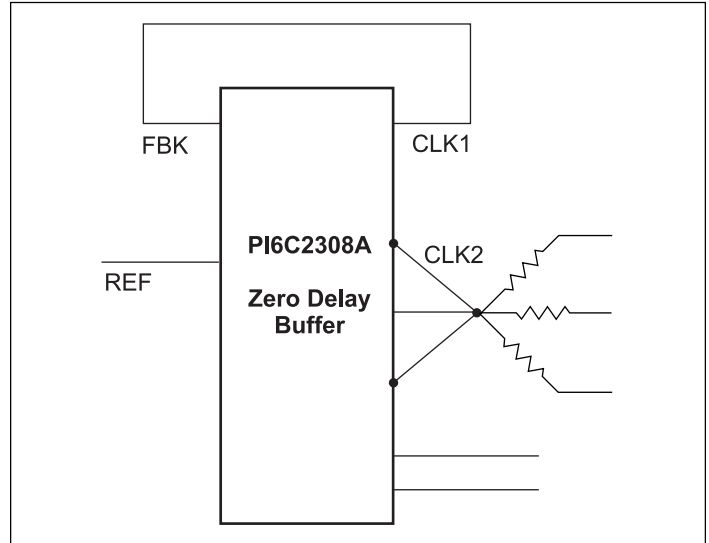 FBK
CLK1
PI6C2308A
CLK2
REF
Zero Delay
Buffer